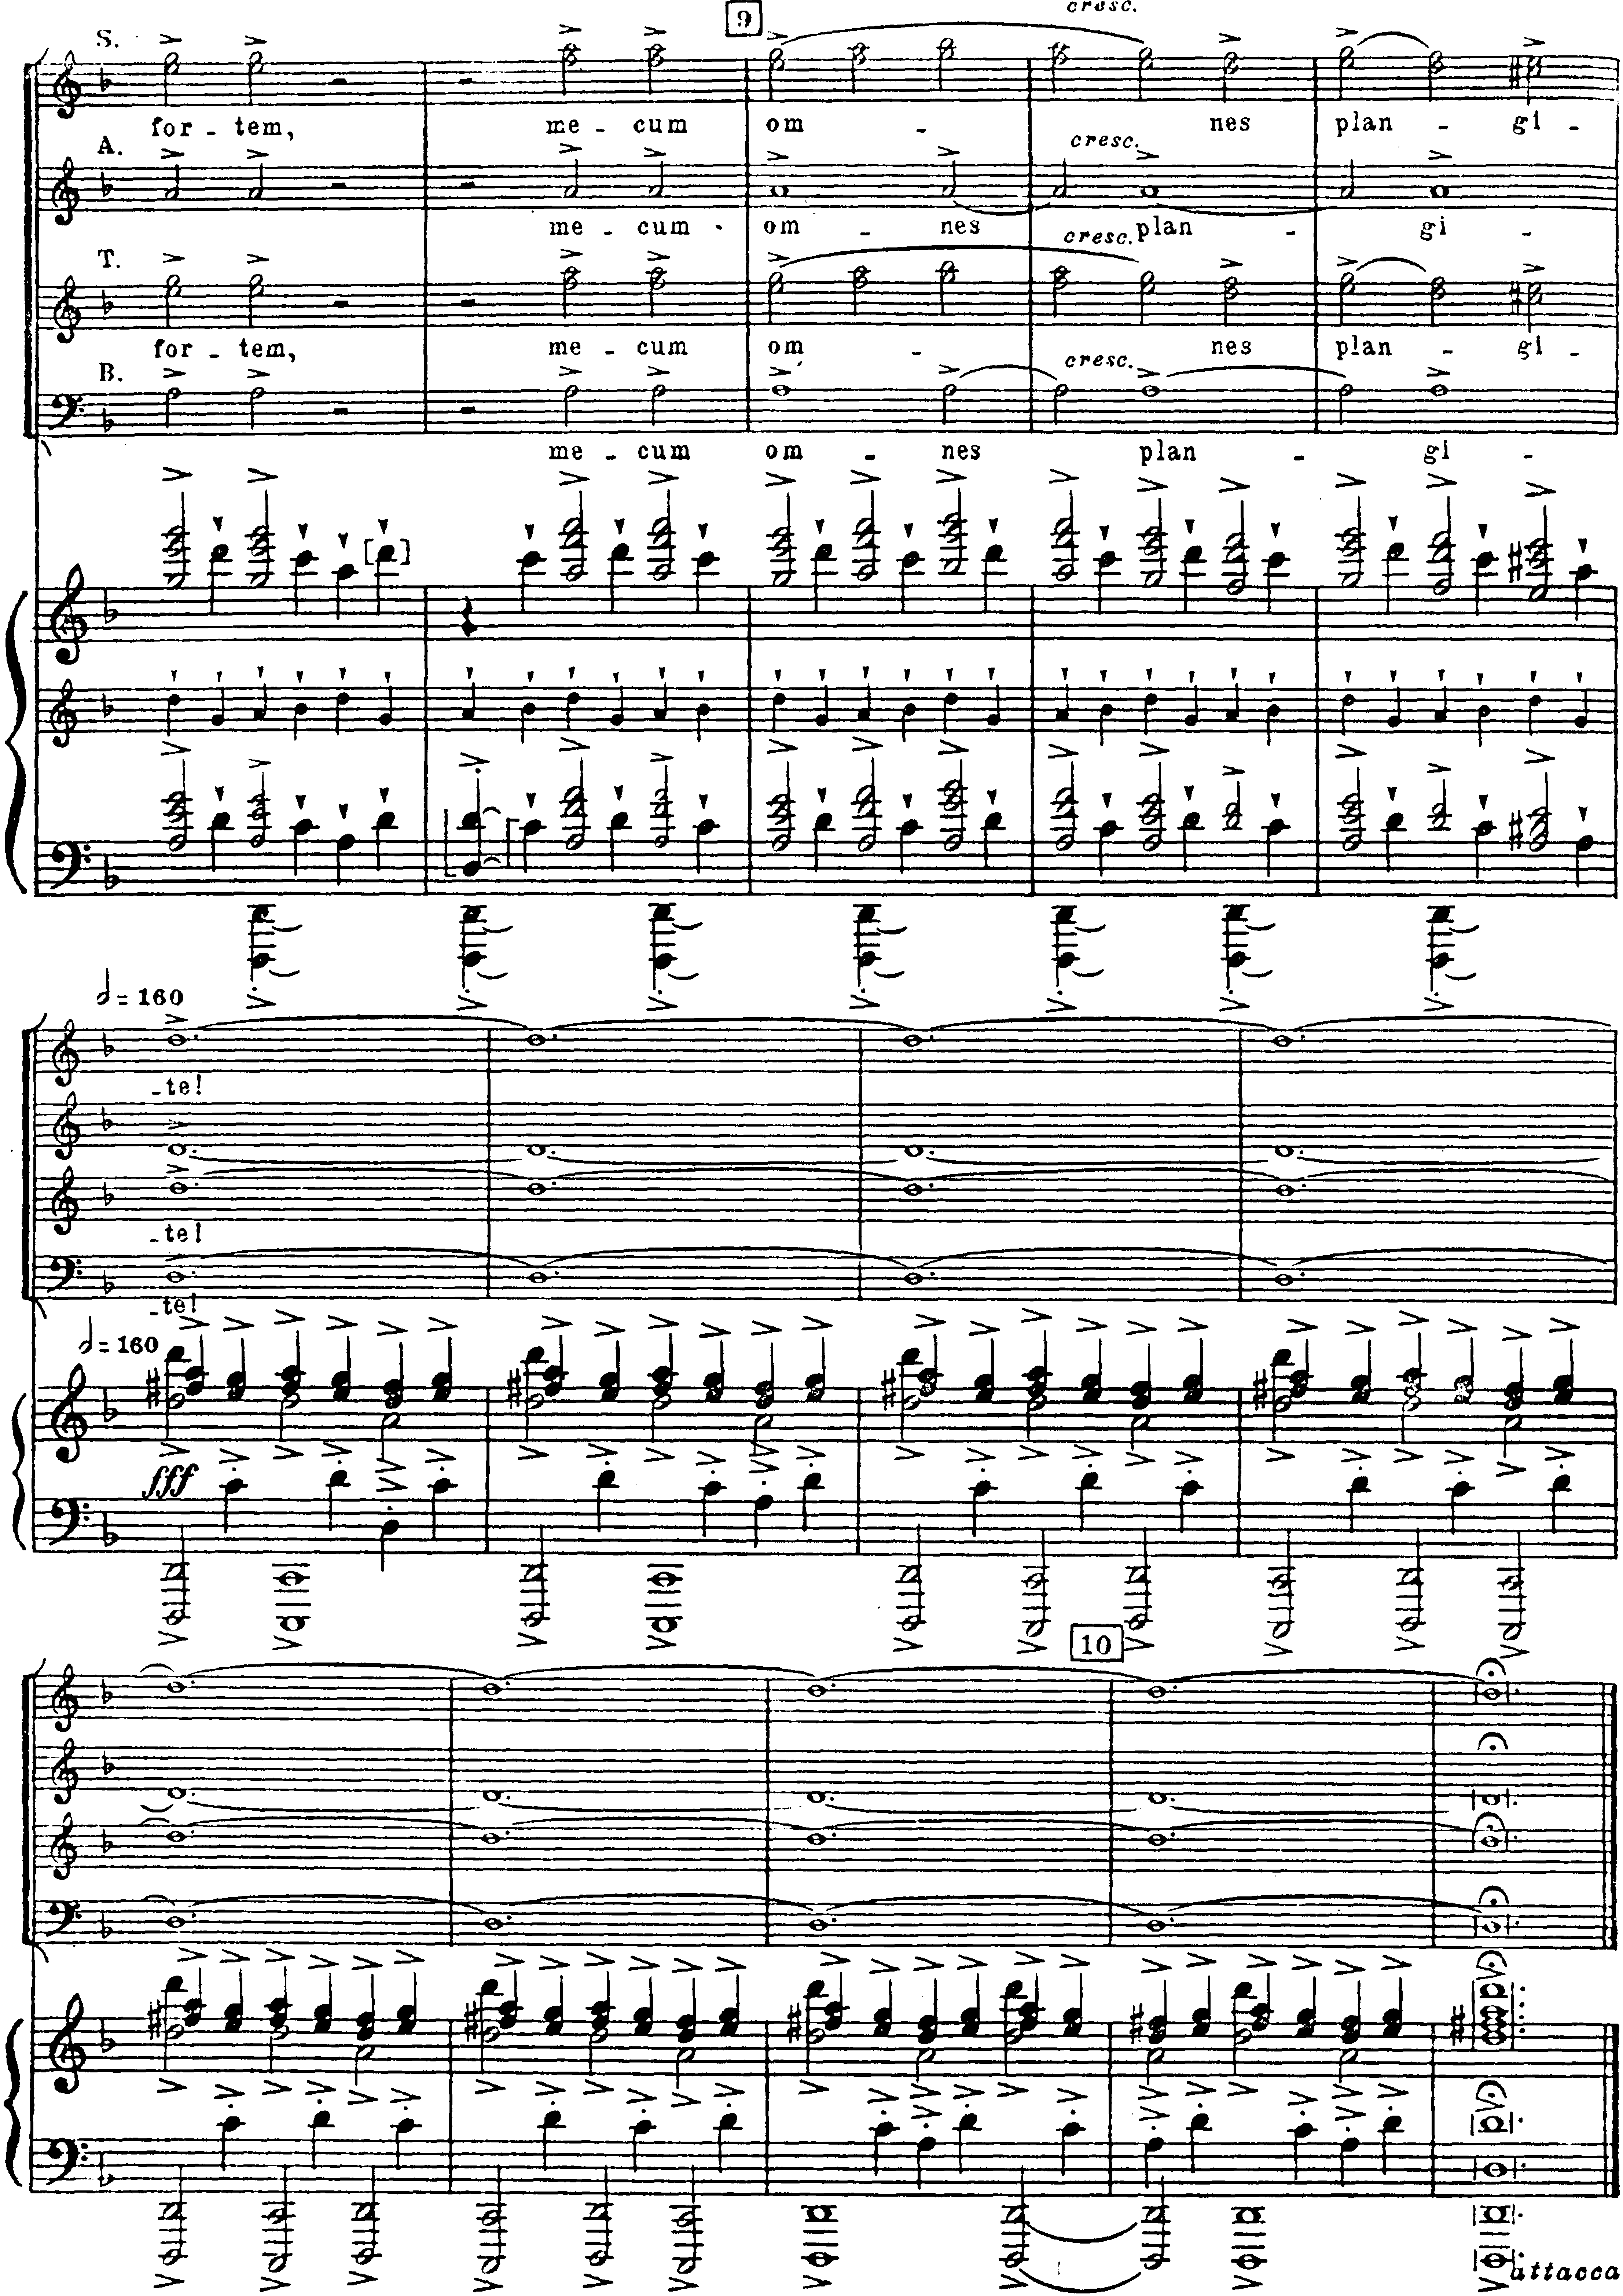 cresc.
9
S.
for - tem, me - cum om - nes plan - gi -
A.
cresc.
me - cum om - nes plan - gi -
T.
cresc.
for - tem, me - cum om - nes plan - gi -
B.
cresc.
me - cum om - nes plan - gi -
= 160
-te!
-te!
-te!
= 160
fff
10
attacca